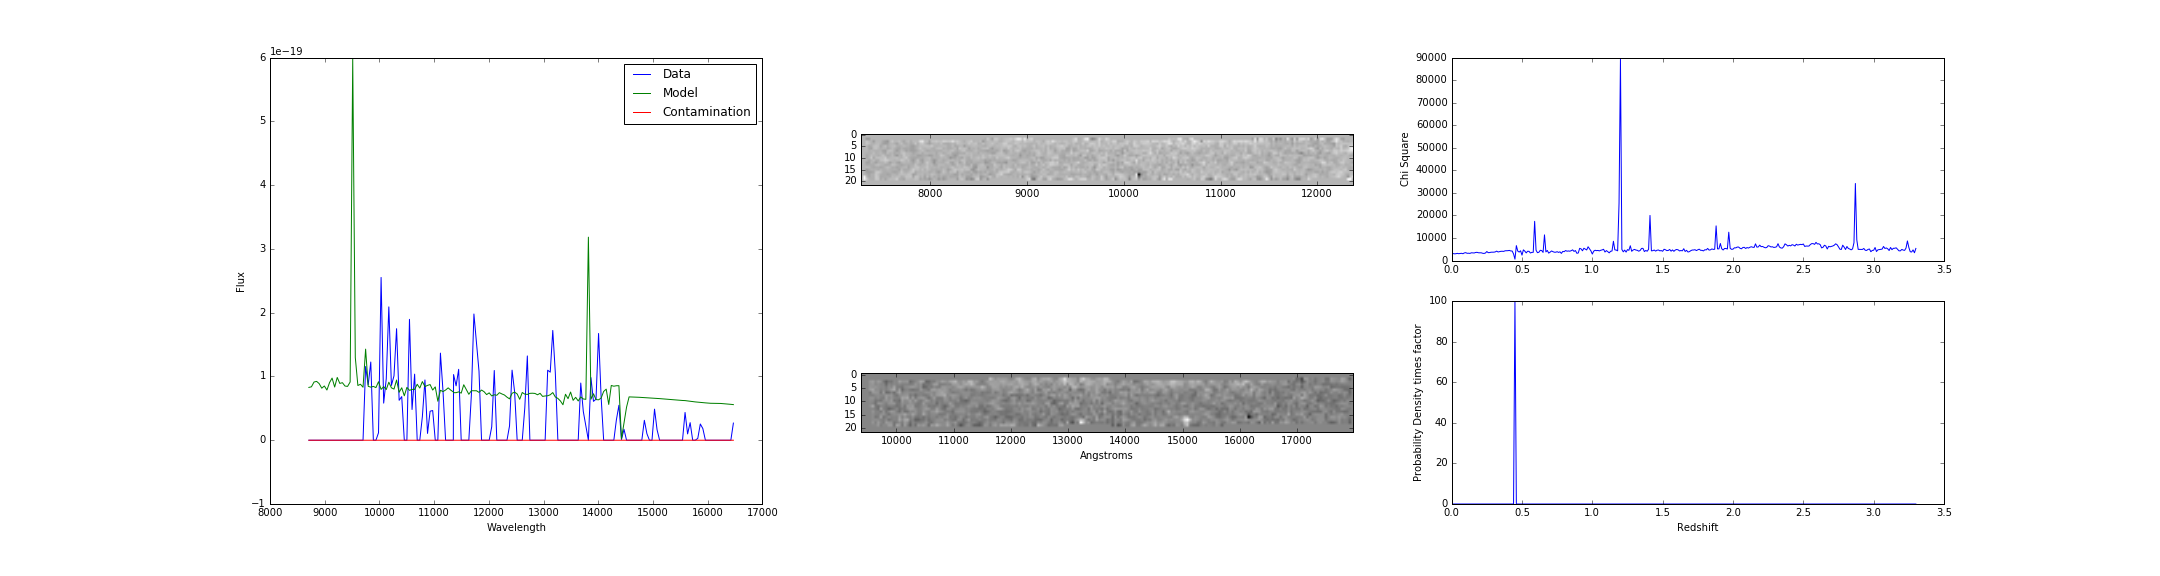 1e−19
6
5
4
3
2
1
0
−1
Flux
8000 9000 10000 11000 12000 13000 14000 15000 16000 17000
Wavelength
Data
Model
Contamination
0
5
10
15
20
8000 9000 10000 11000 12000
0
5
10
15
20
10000 11000 12000 13000 14000 15000 16000 17000
Angstroms
90000
80000
70000
60000
50000
40000
30000
20000
10000
0
Chi Square
0.0 0.5 1.0 1.5 2.0 2.5 3.0 3.5
100
80
60
40
20
0
Probability Density times factor
0.0 0.5 1.0 1.5 2.0 2.5 3.0 3.5
Redshift